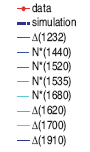 data
simulation
Δ(1232)
N*(1440)
N*(1520)
N*(1535)
N*(1680)
Δ(1620)
Δ(1700)
Δ(1910)